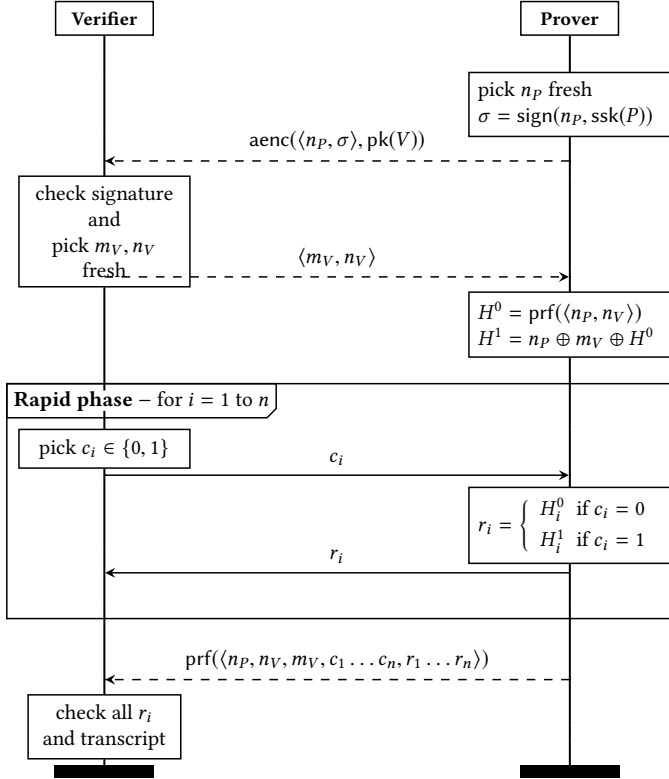 Verifier
Prover
pick n_P fresh
σ = sign(n_P, ssk(P))
aenc(⟨n_P, σ⟩, pk(V))
check signature
and
pick m_V, n_V
fresh
⟨m_V, n_V⟩
H^0 = prf(⟨n_P, n_V⟩)
H^1 = n_P ⊕ m_V ⊕ H^0
Rapid phase – for i = 1 to n
pick c_i ∈ {0, 1}
c_i
r_i = { H_i^0 if c_i = 0
H_i^1 if c_i = 1
r_i
prf(⟨n_P, n_V, m_V, c_1 . . . c_n, r_1 . . . r_n⟩)
check all r_i
and transcript